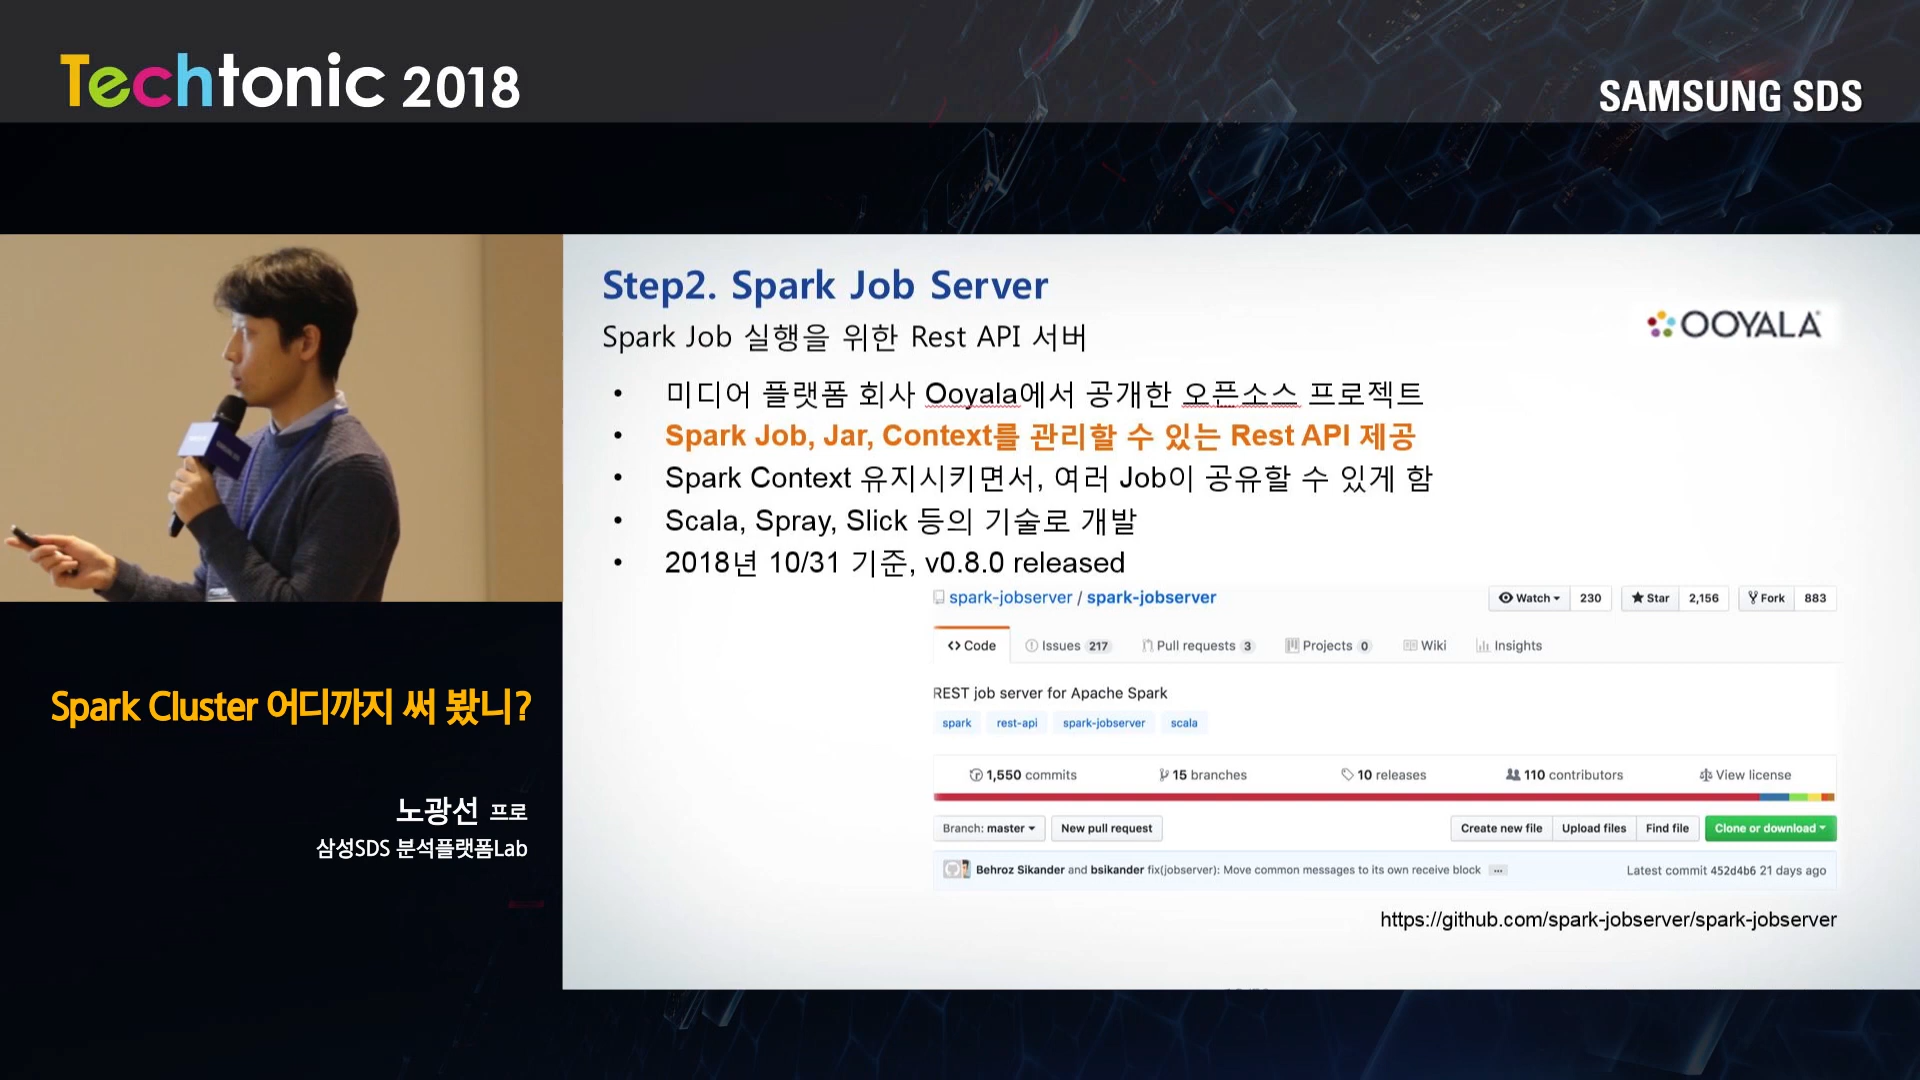 Techtonic 2018
SAMSUNG SDS
Step2. Spark Job Server
Spark Job 실행을 위한 Rest API 서버
OOYALA
• 미디어 플랫폼 회사 Ooyala에서 공개한 오픈소스 프로젝트
• Spark Job, Jar, Context를 관리할 수 있는 Rest API 제공
• Spark Context 유지시키면서, 여러 Job이 공유할 수 있게 함
• Scala, Spray, Slick 등의 기술로 개발
• 2018년 10/31 기준, v0.8.0 released
spark-jobserver / spark-jobserver
Watch 230 Star 2,156 Fork 883
Code Issues 217 Pull requests 3 Projects 0 Wiki Insights
REST job server for Apache Spark
spark rest-api spark-jobserver scala
1,550 commits 15 branches 10 releases 110 contributors View license
Branch: master New pull request Create new file Upload files Find file Clone or download
Behroz Sikander and bsikander fix(jobserver): Move common messages to its own receive block ... Latest commit 452d4b6 21 days ago
https://github.com/spark-jobserver/spark-jobserver
Spark Cluster 어디까지 써 봤니?
노광선 프로
삼성SDS 분석플랫폼Lab